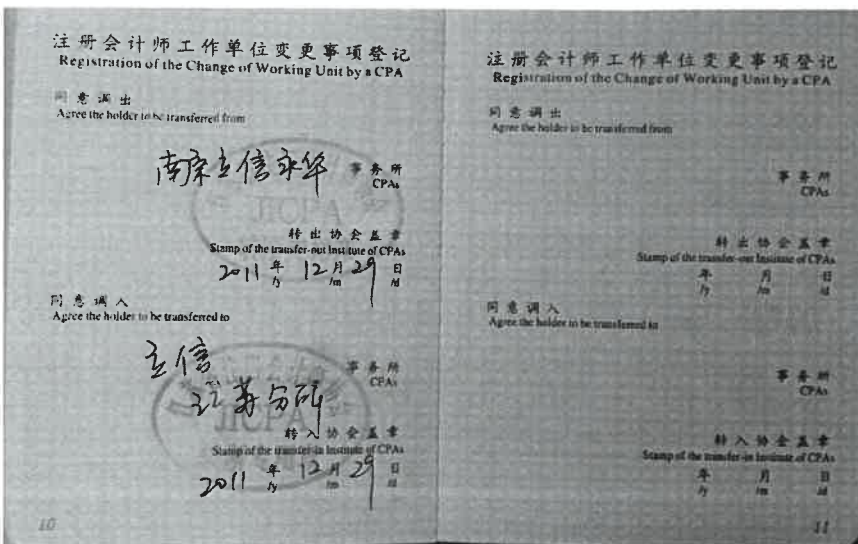 注册会计师工作单位变更事项登记
Registration of the Change of Working Unit by a CPA
同意调出
Agree the holder to be transferred from
南京立信永华 事务所
CPAs
JICPA
转出协会盖章
Stamp of the transfer-out Institute of CPAs
2011 年 12 月 29 日
/y /m /d
同意调入
Agree the holder to be transferred to
立信 事务所
CPAs
江苏分所
JICPA
转入协会盖章
Stamp of the transfer-in Institute of CPAs
2011 年 12 月 29 日
/y /m /d
10
注册会计师工作单位变更事项登记
Registration of the Change of Working Unit by a CPA
同意调出
Agree the holder to be transferred from
事务所
CPAs
转出协会盖章
Stamp of the transfer-out Institute of CPAs
年 月 日
/y /m /d
同意调入
Agree the holder to be transferred to
事务所
CPAs
转入协会盖章
Stamp of the transfer-in Institute of CPAs
年 月 日
/y /m /d
11